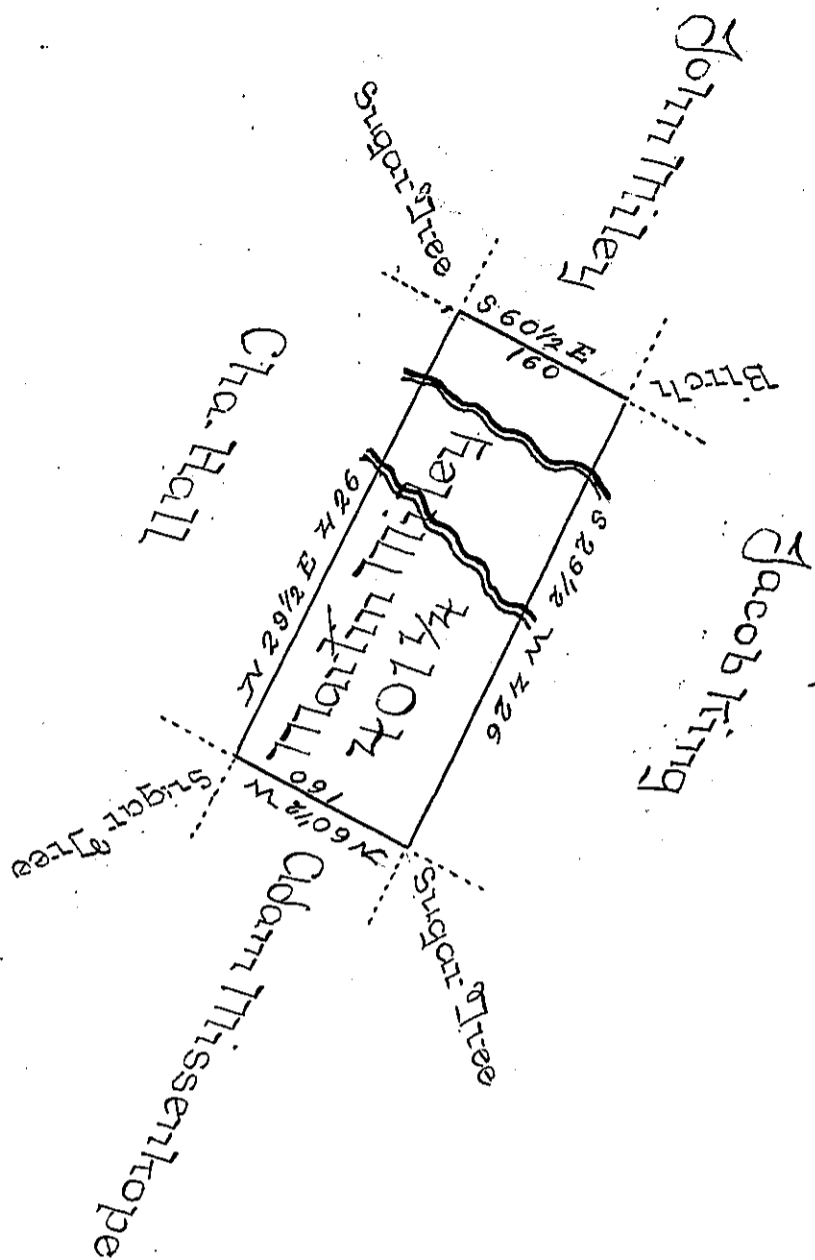 John Miley
Sugar Tree
S 60½ E
160
Birch
Cha. Hall
N 29½ E 426
Martin Miley
401¼
S 29½ W 426
Jacob King
Sugar Tree
N 60½ W
160
Sugar Tree
Adam Missenhope